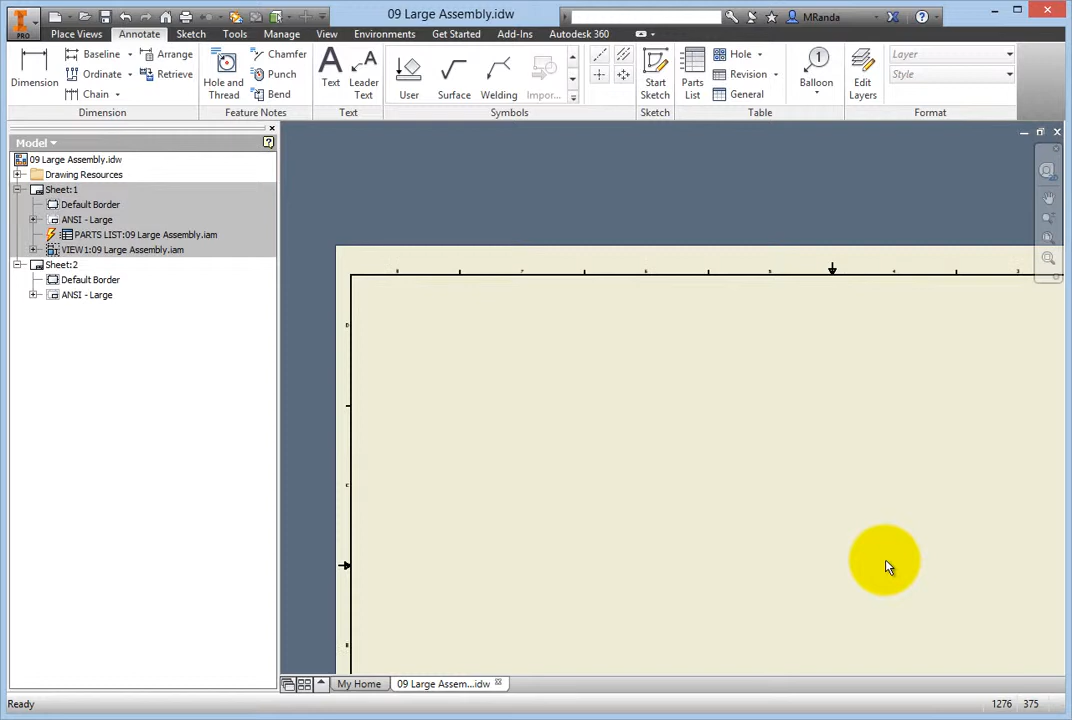 09 Large Assembly.idw
MRanda
PRO
Place Views Annotate Sketch Tools Manage View Environments Get Started Add-Ins Autodesk 360
Dimension
Baseline
Ordinate
Chain
Arrange
Retrieve
Dimension
Hole and
Thread
Chamfer
Punch
Bend
Feature Notes
Text
Leader
Text
Text
User
Surface
Welding
Impor...
Symbols
Start
Sketch
Sketch
Parts
List
Hole
Revision
General
Balloon
Table
Edit
Layers
Layer
Style
Format
Model
09 Large Assembly.idw
Drawing Resources
Sheet:1
Default Border
ANSI - Large
PARTS LIST:09 Large Assembly.iam
VIEW1:09 Large Assembly.iam
Sheet:2
Default Border
ANSI - Large
My Home
09 Large Assem...idw
Ready
1276 375